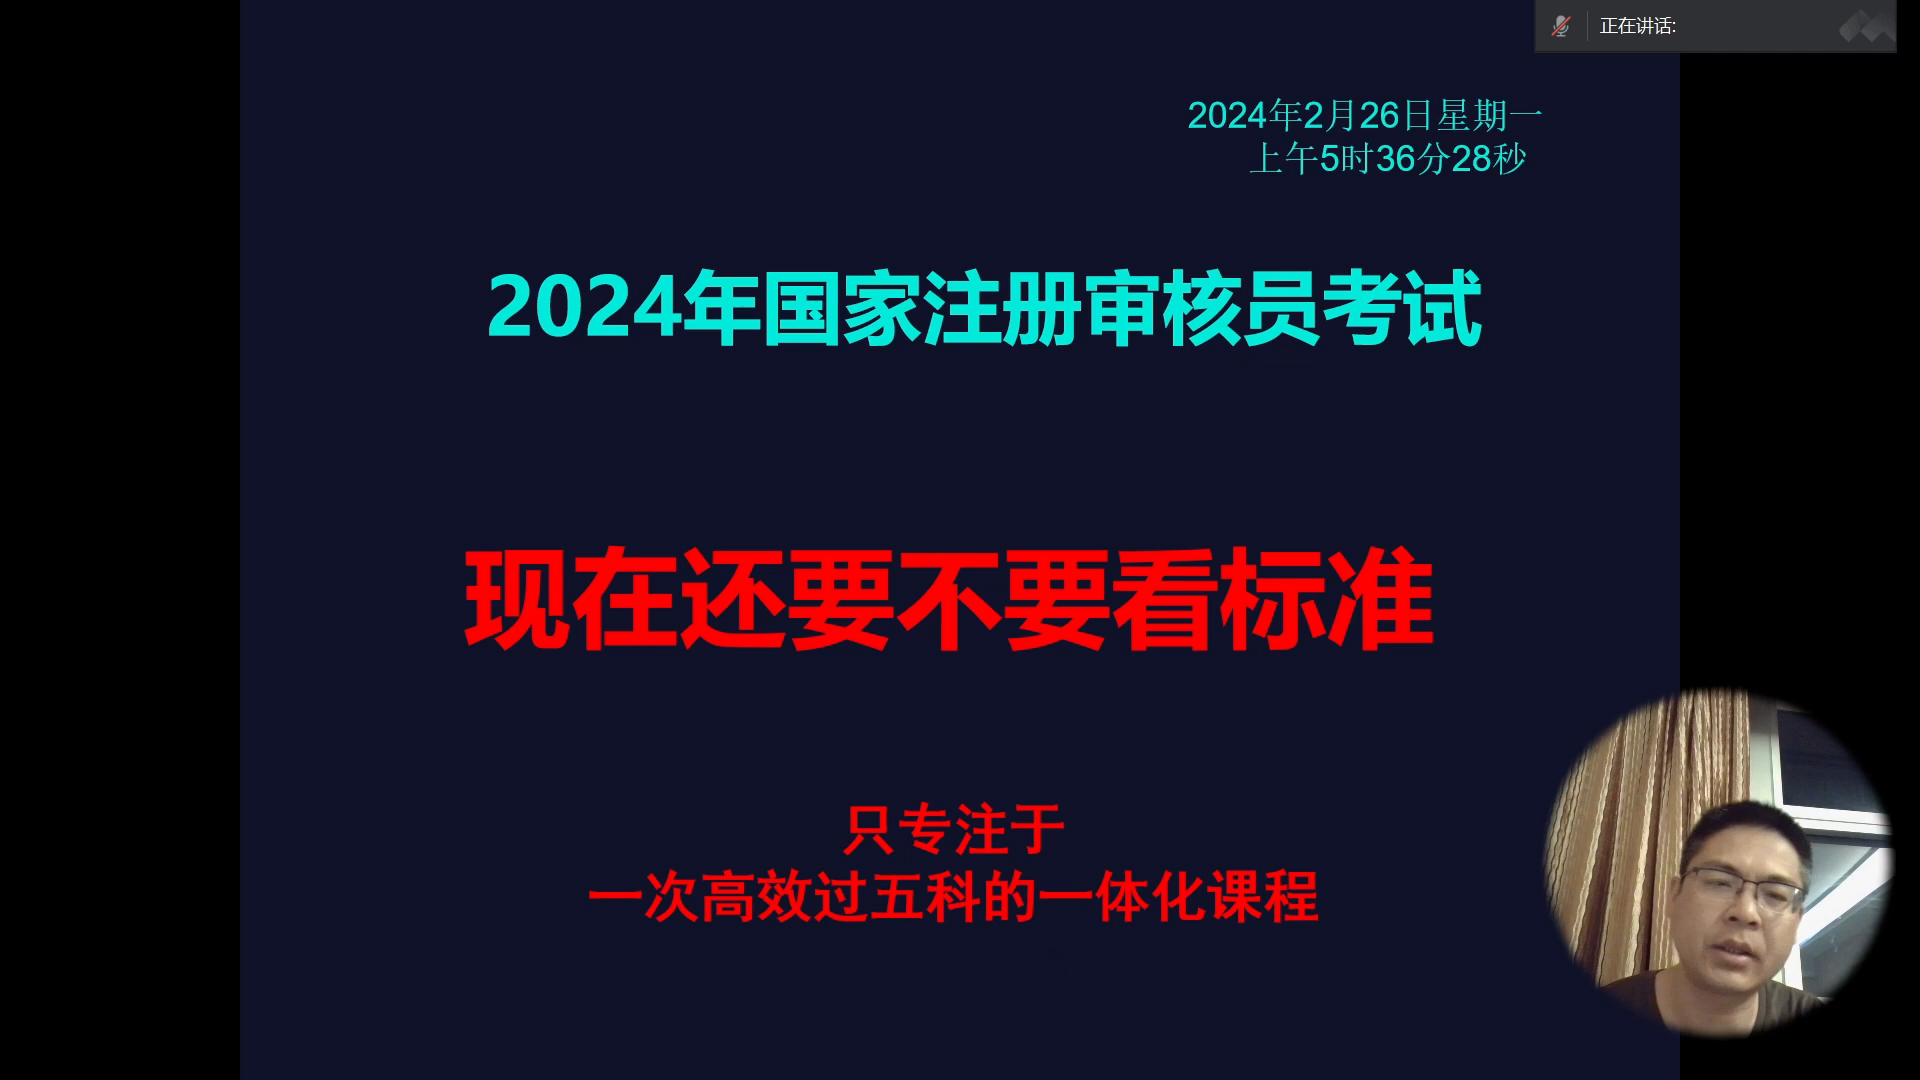 正在讲话:
2024年2月26日星期一
上午5时36分28秒
2024年国家注册审核员考试
现在还要不要看标准
只专注于
一次高效过五科的一体化课程